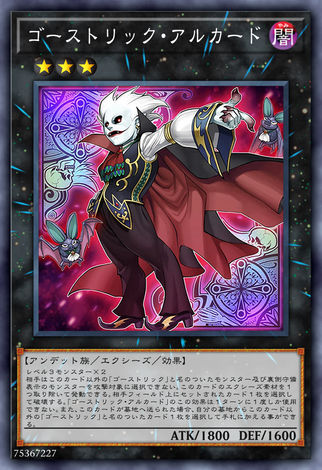 ゴーストリック・アルカード
やみ
闇
【アンデット族／エクシーズ／効果】
レベル３モンスター×２
相手はこのカード以外の「ゴーストリック」と名のついたモンスター及び裏側守備
表示のモンスターを攻撃対象に選択できない。このカードのエクシーズ素材を１
つ取り除いて発動できる。相手フィールド上にセットされたカード１枚を選択し
て破壊する。「ゴーストリック・アルカード」のこの効果は１ターンに１度しか使用
できない。また、このカードが墓地へ送られた場合、自分の墓地からこのカード以
外の「ゴーストリック」と名のついたカード１枚を選択して手札に加える事ができ
る。
ATK/1800 DEF/1600
75367227